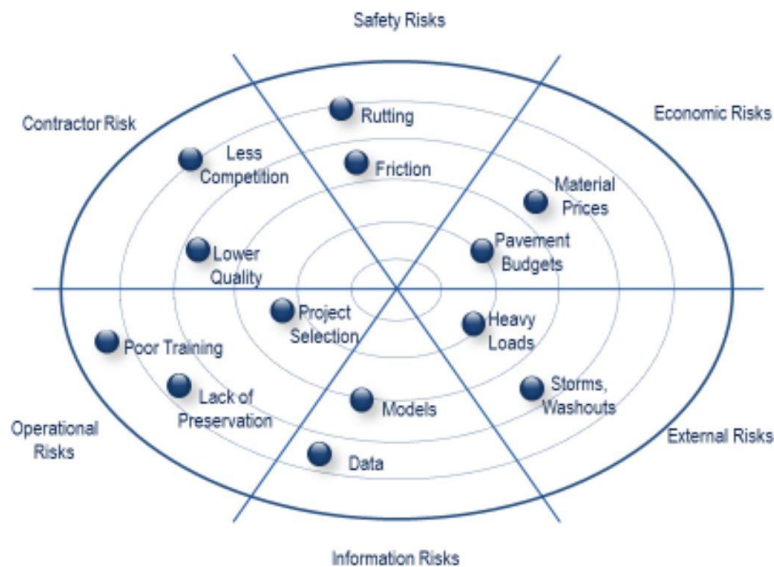 Safety Risks
Contractor Risk
Economic Risks
Rutting
Less
Competition
Friction
Material
Prices
Lower
Quality
Pavement
Budgets
Project
Selection
Heavy
Loads
Poor Training
Lack of
Preservation
Models
Storms,
Washouts
Operational
Risks
Data
External Risks
Information Risks